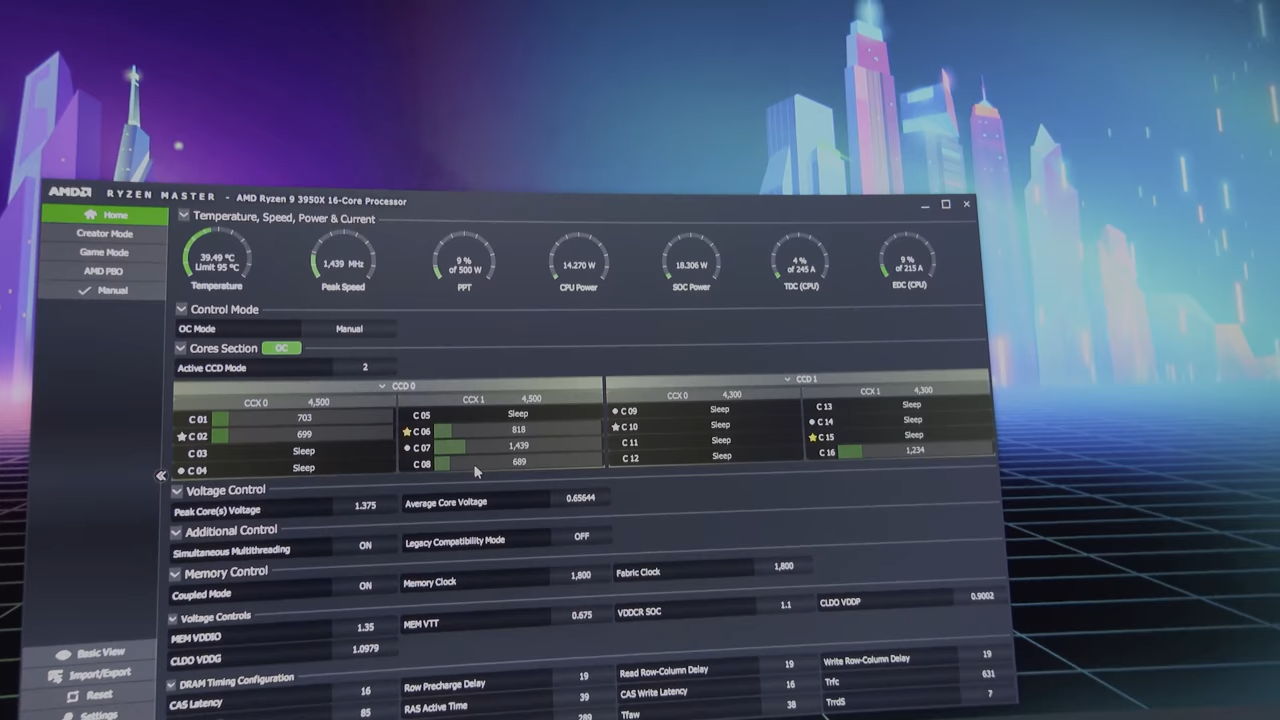 AMD RYZEN MASTER - AMD Ryzen 9 3950X 16-Core Processor
Home
Creator Mode
Game Mode
AMD PBO
Manual
Temperature, Speed, Power & Current
39.49 °C
Limit 95 °C
Temperature
1,439 MHz
Peak Speed
9 %
of 500 W
PPT
14.270 W
CPU Power
18.306 W
SOC Power
4 %
of 245 A
TDC (CPU)
9 %
of 215 A
EDC (CPU)
Control Mode
OC Mode Manual
Cores Section OC
Active CCD Mode 2
CCD 0
CCX 0 4,500
C 01 703
C 02 699
C 03 Sleep
C 04 Sleep
CCX 1 4,500
C 05 Sleep
C 06 818
C 07 1,439
C 08 689
CCD 1
CCX 0 4,300
C 09 Sleep
C 10 Sleep
C 11 Sleep
C 12 Sleep
CCX 1 4,300
C 13 Sleep
C 14 Sleep
C 15 Sleep
C 16 1,234
Voltage Control
Peak Core(s) Voltage 1.375 Average Core Voltage 0.65644
Additional Control
Simultaneous Multithreading ON Legacy Compatibility Mode OFF
Memory Control
Coupled Mode ON Memory Clock 1,800 Fabric Clock 1,800
Voltage Controls
MEM VDDIO 1.35 MEM VTT 0.675 VDDCR SOC 1.1 CLDO VDDP 0.9002
CLDO VDDG 1.0979
DRAM Timing Configuration
CAS Latency 16 Row Precharge Delay 19 Read Row-Column Delay 19 Write Row-Column Delay 19
85 RAS Active Time 39 CAS Write Latency 16 Trfc 631
289 Tfaw 38 TrrdS 7
Basic View
Import/Export
Reset
Settings